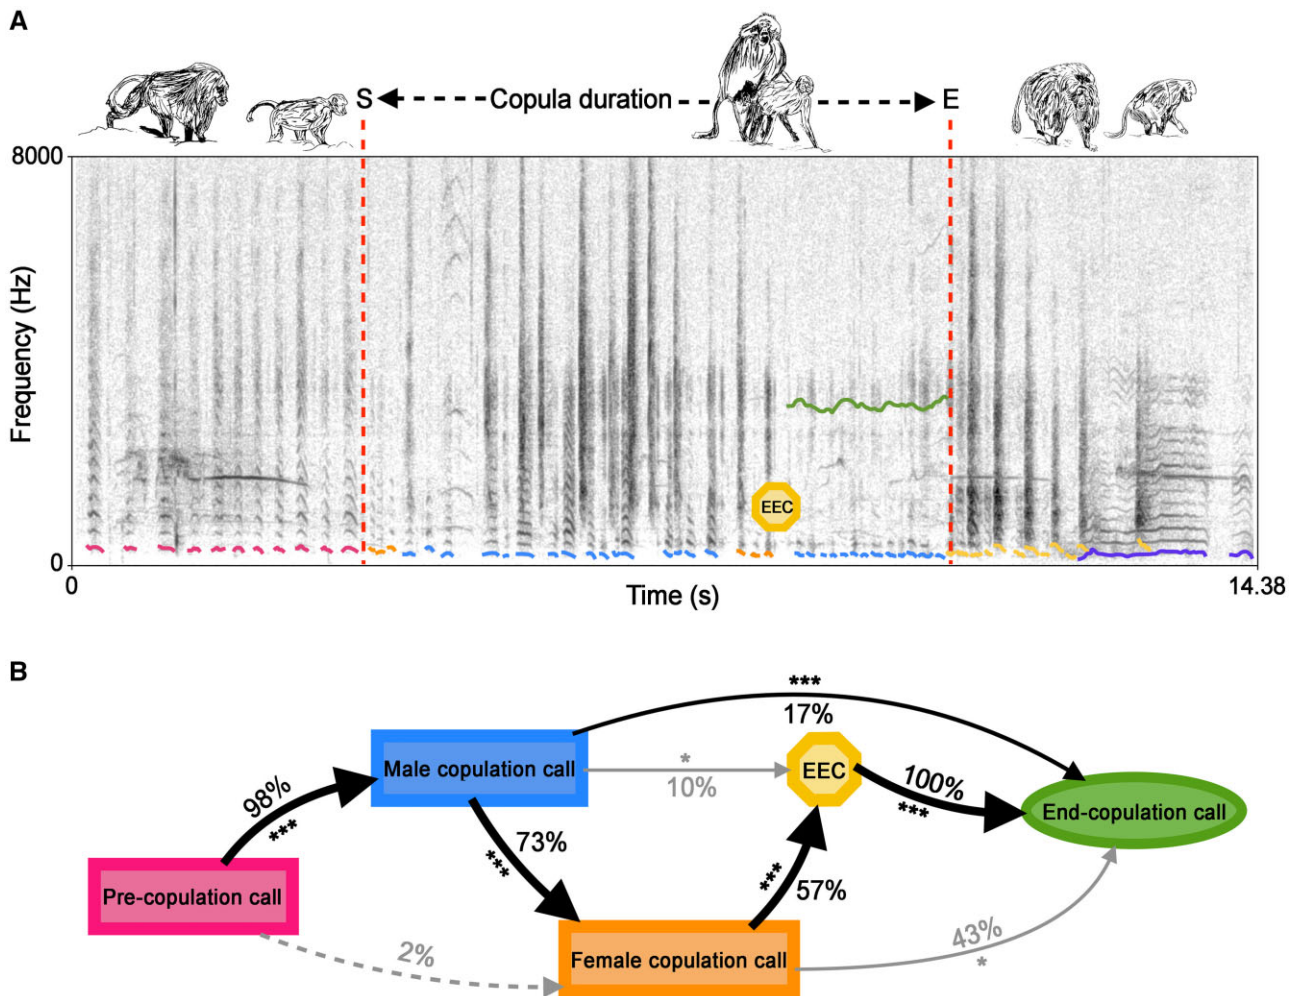 A
S
Copula duration
E
8000
Frequency (Hz)
EEC
0
0
Time (s)
14.38
B
***
17%
Male copulation call
*
10%
EEC
98%
***
100%
***
End-copulation call
73%
***
***
57%
Pre-copulation call
2%
Female copulation call
43%
*